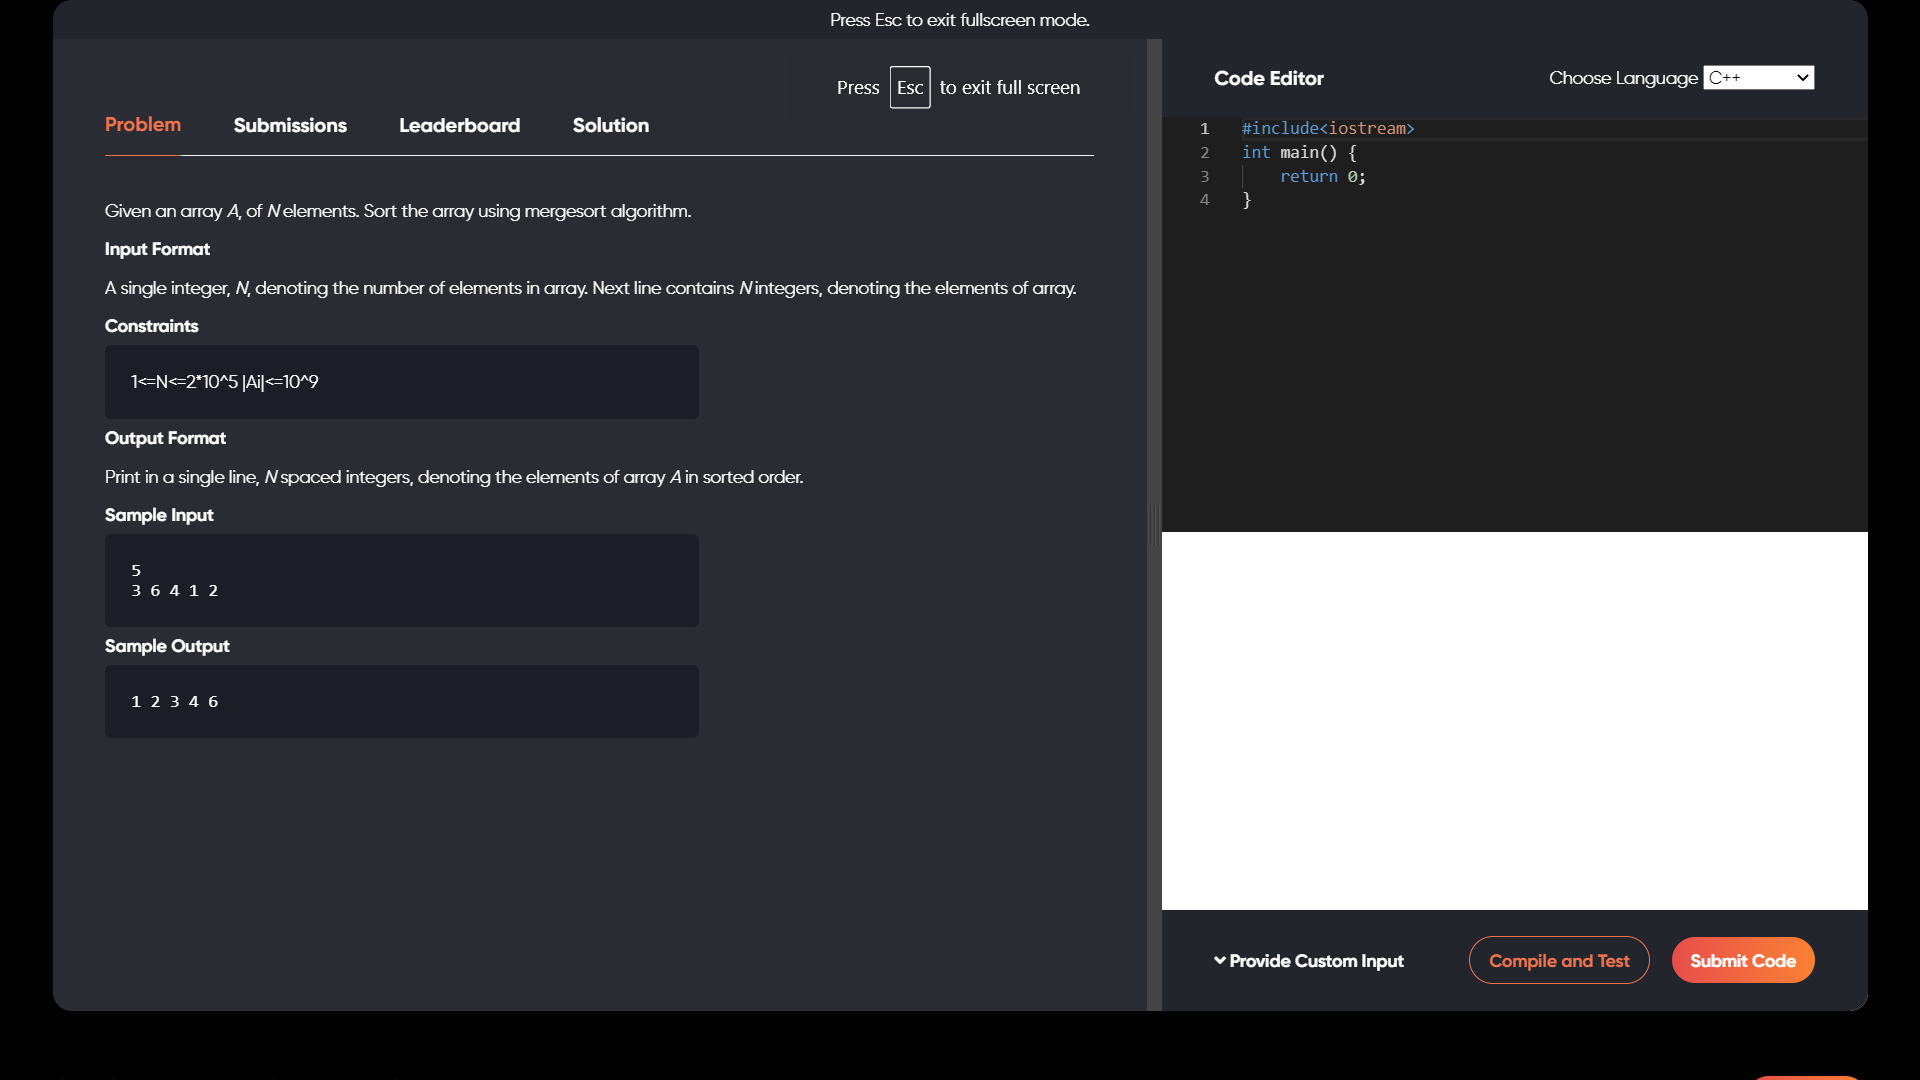 Press Esc to exit fullscreen mode.
Press Esc to exit full screen
Problem Submissions Leaderboard Solution
Given an array A, of N elements. Sort the array using mergesort algorithm.
Input Format
A single integer, N, denoting the number of elements in array. Next line contains N integers, denoting the elements of array.
Constraints
1<=N<=2*10^5 |Ai|<=10^9
Output Format
Print in a single line, N spaced integers, denoting the elements of array A in sorted order.
Sample Input
5
3 6 4 1 2
Sample Output
1 2 3 4 6
Code Editor Choose Language C++
1 #include<iostream>
2 int main() {
3 return 0;
4 }
Provide Custom Input Compile and Test Submit Code